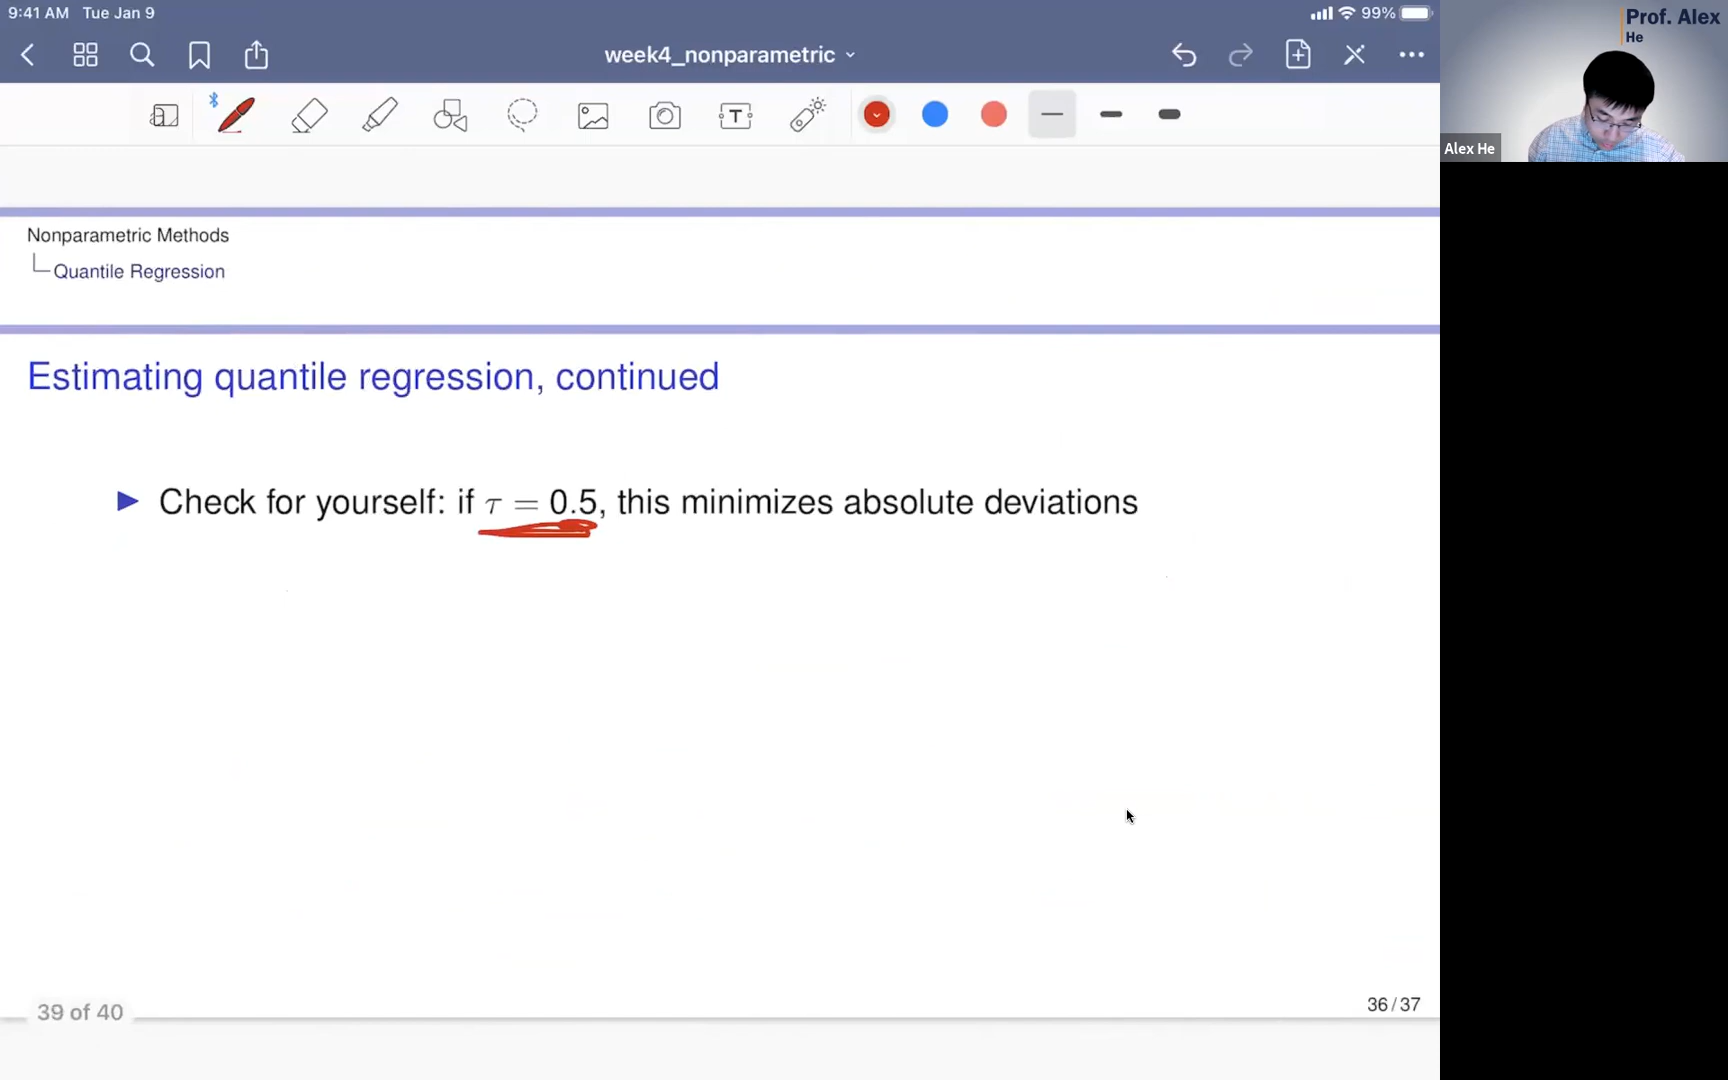 9:41 AM Tue Jan 9
99%
week4_nonparametric
T
Prof. Alex
He
Alex He
Nonparametric Methods
Quantile Regression
Estimating quantile regression, continued
Check for yourself: if τ = 0.5, this minimizes absolute deviations
39 of 40
36/37